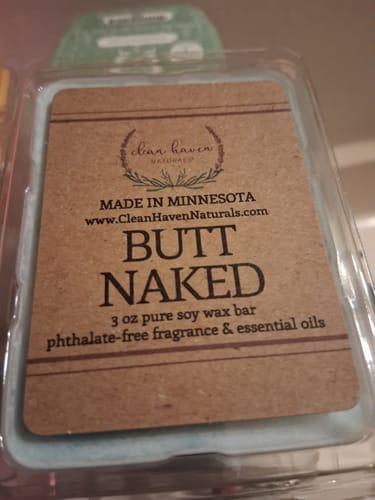 clean haven
NATURALS
MADE IN MINNESOTA
www.CleanHavenNaturals.com
BUTT
NAKED
3 oz pure soy wax bar
phthalate-free fragrance & essential oils